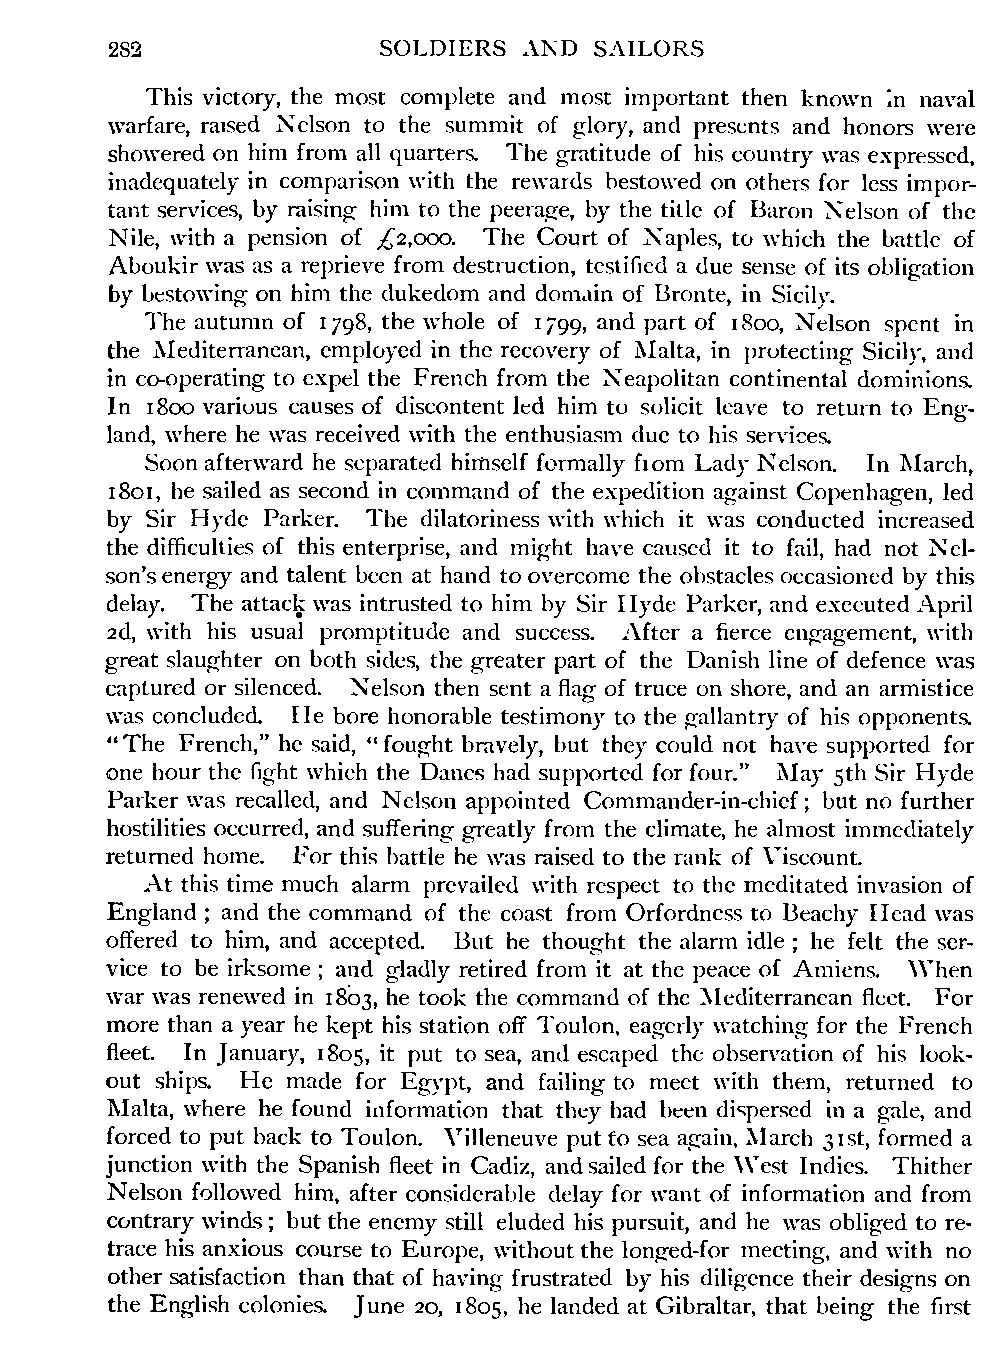 282 SOLDIERS AND SAILORS
This victory, the most complete and most important then known in naval
warfare, raised Nelson to the summit of glory, and presents and honors were
showered on him from all quarters. The gratitude of his country was expressed,
inadequately in comparison with the rewards bestowed on others for less impor-
tant services, by raising him to the peerage, by the title of Baron Nelson of the
Nile, with a pension of £2,000. The Court of Naples, to which the battle of
Aboukir was as a reprieve from destruction, testified a due sense of its obligation
by bestowing on him the dukedom and domain of Bronte, in Sicily.
The autumn of 1798, the whole of 1799, and part of 1800, Nelson spent in
the Mediterranean, employed in the recovery of Malta, in protecting Sicily, and
in co-operating to expel the French from the Neapolitan continental dominions.
In 1800 various causes of discontent led him to solicit leave to return to Eng-
land, where he was received with the enthusiasm due to his services.
Soon afterward he separated himself formally from Lady Nelson. In March,
1801, he sailed as second in command of the expedition against Copenhagen, led
by Sir Hyde Parker. The dilatoriness with which it was conducted increased
the difficulties of this enterprise, and might have caused it to fail, had not Nel-
son's energy and talent been at hand to overcome the obstacles occasioned by this
delay. The attack was intrusted to him by Sir Hyde Parker, and executed April
2d, with his usual promptitude and success. After a fierce engagement, with
great slaughter on both sides, the greater part of the Danish line of defence was
captured or silenced. Nelson then sent a flag of truce on shore, and an armistice
was concluded. He bore honorable testimony to the gallantry of his opponents.
"The French," he said, "fought bravely, but they could not have supported for
one hour the fight which the Danes had supported for four." May 5th Sir Hyde
Parker was recalled, and Nelson appointed Commander-in-chief; but no further
hostilities occurred, and suffering greatly from the climate, he almost immediately
returned home. For this battle he was raised to the rank of Viscount.
At this time much alarm prevailed with respect to the meditated invasion of
England; and the command of the coast from Orfordness to Beachy Head was
offered to him, and accepted. But he thought the alarm idle; he felt the ser-
vice to be irksome; and gladly retired from it at the peace of Amiens. When
war was renewed in 1803, he took the command of the Mediterranean fleet. For
more than a year he kept his station off Toulon, eagerly watching for the French
fleet. In January, 1805, it put to sea, and escaped the observation of his look-
out ships. He made for Egypt, and failing to meet with them, returned to
Malta, where he found information that they had been dispersed in a gale, and
forced to put back to Toulon. Villeneuve put to sea again, March 31st, formed a
junction with the Spanish fleet in Cadiz, and sailed for the West Indies. Thither
Nelson followed him, after considerable delay for want of information and from
contrary winds; but the enemy still eluded his pursuit, and he was obliged to re-
trace his anxious course to Europe, without the longed-for meeting, and with no
other satisfaction than that of having frustrated by his diligence their designs on
the English colonies. June 20, 1805, he landed at Gibraltar, that being the first